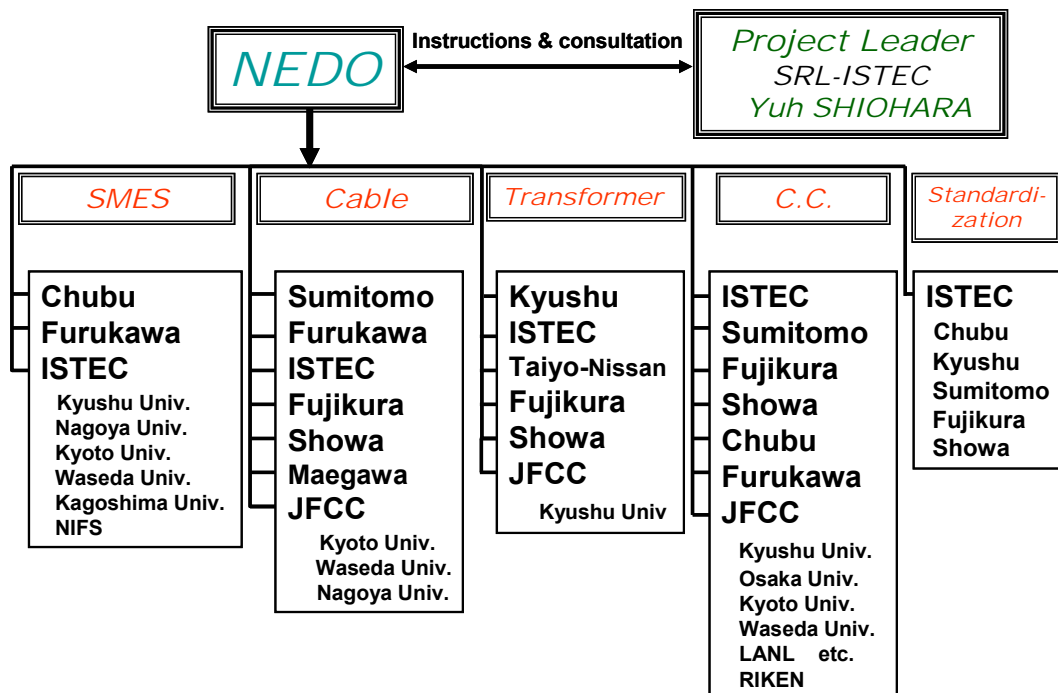 NEDO
Instructions & consultation
Project Leader
SRL-ISTEC
Yuh SHIOHARA
SMES
Cable
Transformer
C.C.
Standardi-
zation
Chubu
Furukawa
ISTEC
Kyushu Univ.
Nagoya Univ.
Kyoto Univ.
Waseda Univ.
Kagoshima Univ.
NIFS
Sumitomo
Furukawa
ISTEC
Fujikura
Showa
Maegawa
JFCC
Kyoto Univ.
Waseda Univ.
Nagoya Univ.
Kyushu
ISTEC
Taiyo-Nissan
Fujikura
Showa
JFCC
Kyushu Univ
ISTEC
Sumitomo
Fujikura
Showa
Chubu
Furukawa
JFCC
Kyushu Univ.
Osaka Univ.
Kyoto Univ.
Waseda Univ.
LANL etc.
RIKEN
ISTEC
Chubu
Kyushu
Sumitomo
Fujikura
Showa